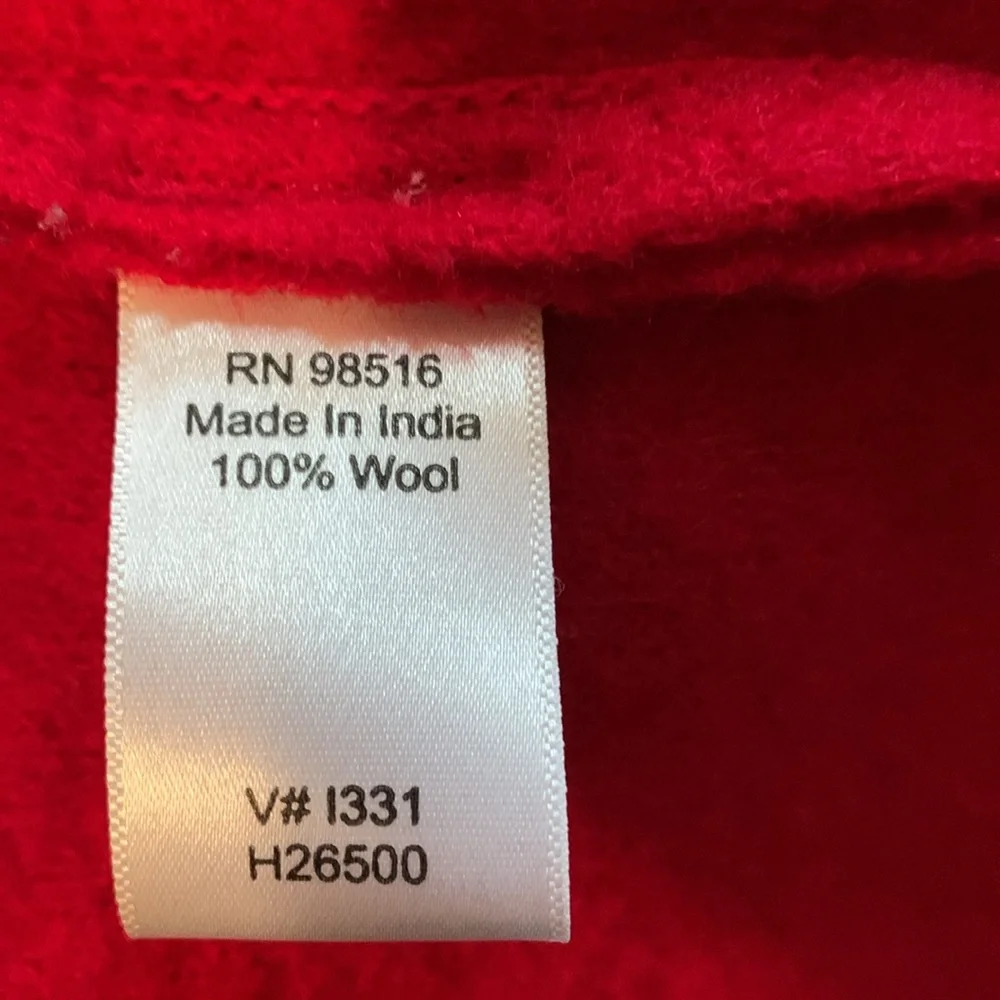 RN 98516
Made In India
100% Wool
V# I331
H26500